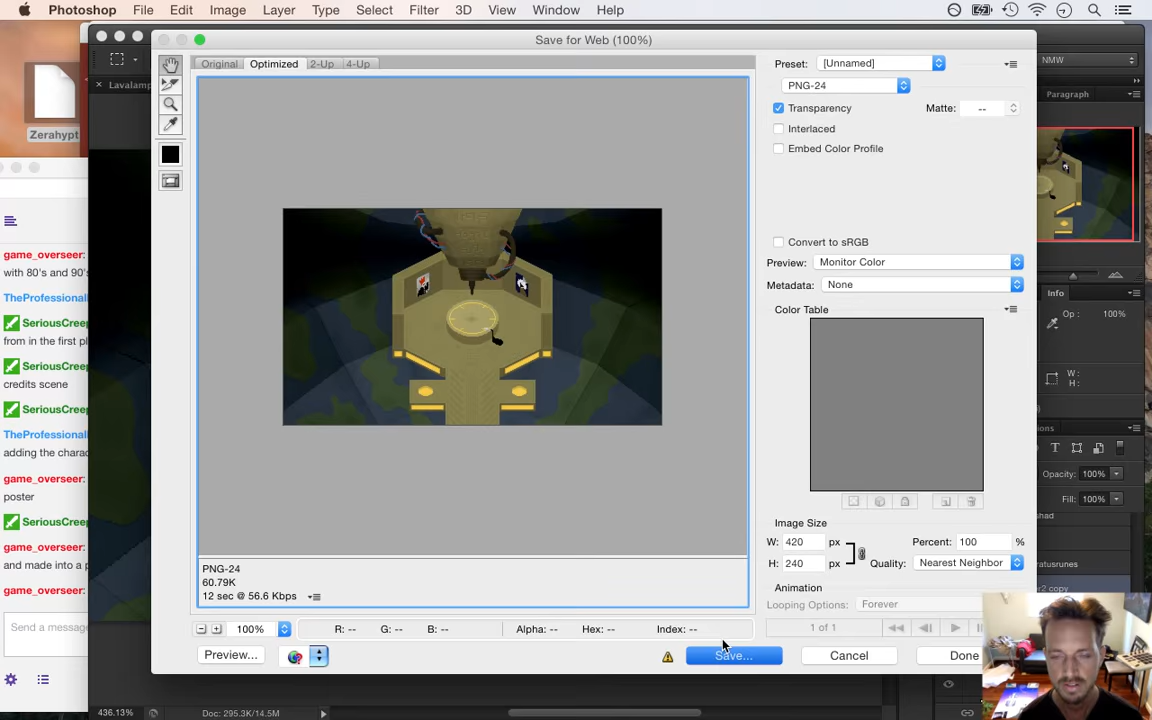 Photoshop File Edit Image Layer Type Select Filter 3D View Window Help
Save for Web (100%)
NMW
Original Optimized 2-Up 4-Up
Preset: [Unnamed]
PNG-24
Lavalamp
Paragraph
Transparency Matte: --
Interlaced
Zerahypt
Embed Color Profile
Convert to sRGB
Preview: Monitor Color
game_overseer:
with 80's and 90's
Metadata: None
Info
TheProfessional
Color Table
Op : 100%
SeriousCreep
from in the first pl
SeriousCreep
W :
H :
credits scene
SeriousCreep
TheProfessional
adding the charac
T
game_overseer:
Opacity: 100%
poster
Fill: 100%
SeriousCreep
Image Size
game_overseer:
W: 420 px Percent: 100 %
and made into a p
H: 240 px Quality: Nearest Neighbor
PNG-24
60.79K
12 sec @ 56.6 Kbps
Animation
Looping Options: Forever
game_overseer:
Send a message
100% R: -- G: -- B: -- Alpha: -- Hex: -- Index: --
1 of 1
Preview... Save... Cancel Done
436.13% Doc: 295.3K/14.5M